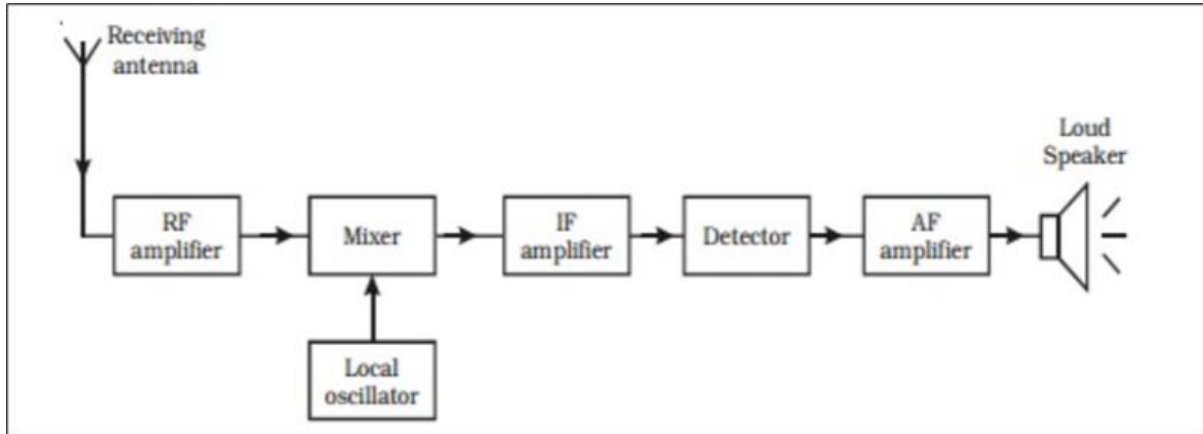 Receiving
antenna
Loud
Speaker
RF
amplifier
Mixer
IF
amplifier
Detector
AF
amplifier
Local
oscillator